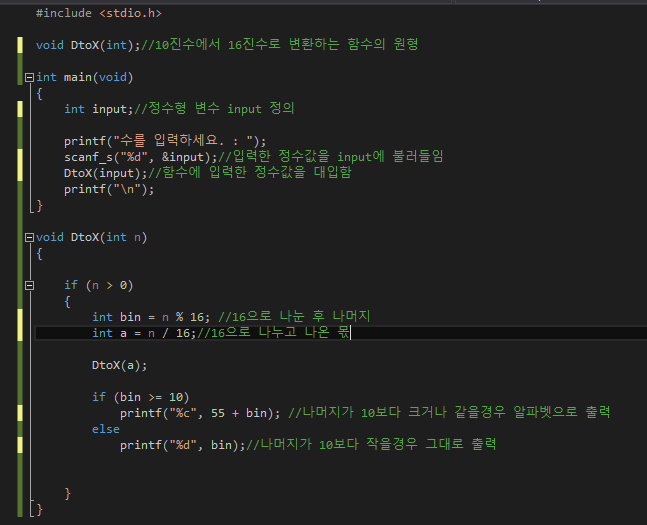 #include <stdio.h>
void DtoX(int);//10진수에서 16진수로 변환하는 함수의 원형
int main(void)
{
int input;//정수형 변수 input 정의
printf("수를 입력하세요. : ");
scanf_s("%d", &input);//입력한 정수값을 input에 불러들임
DtoX(input);//함수에 입력한 정수값을 대입함
printf("\n");
}
void DtoX(int n)
{
if (n > 0)
{
int bin = n % 16; //16으로 나눈 후 나머지
int a = n / 16;//16으로 나누고 나온 몫
DtoX(a);
if (bin >= 10)
printf("%c", 55 + bin); //나머지가 10보다 크거나 같을경우 알파벳으로 출력
else
printf("%d", bin);//나머지가 10보다 작을경우 그대로 출력
}
}